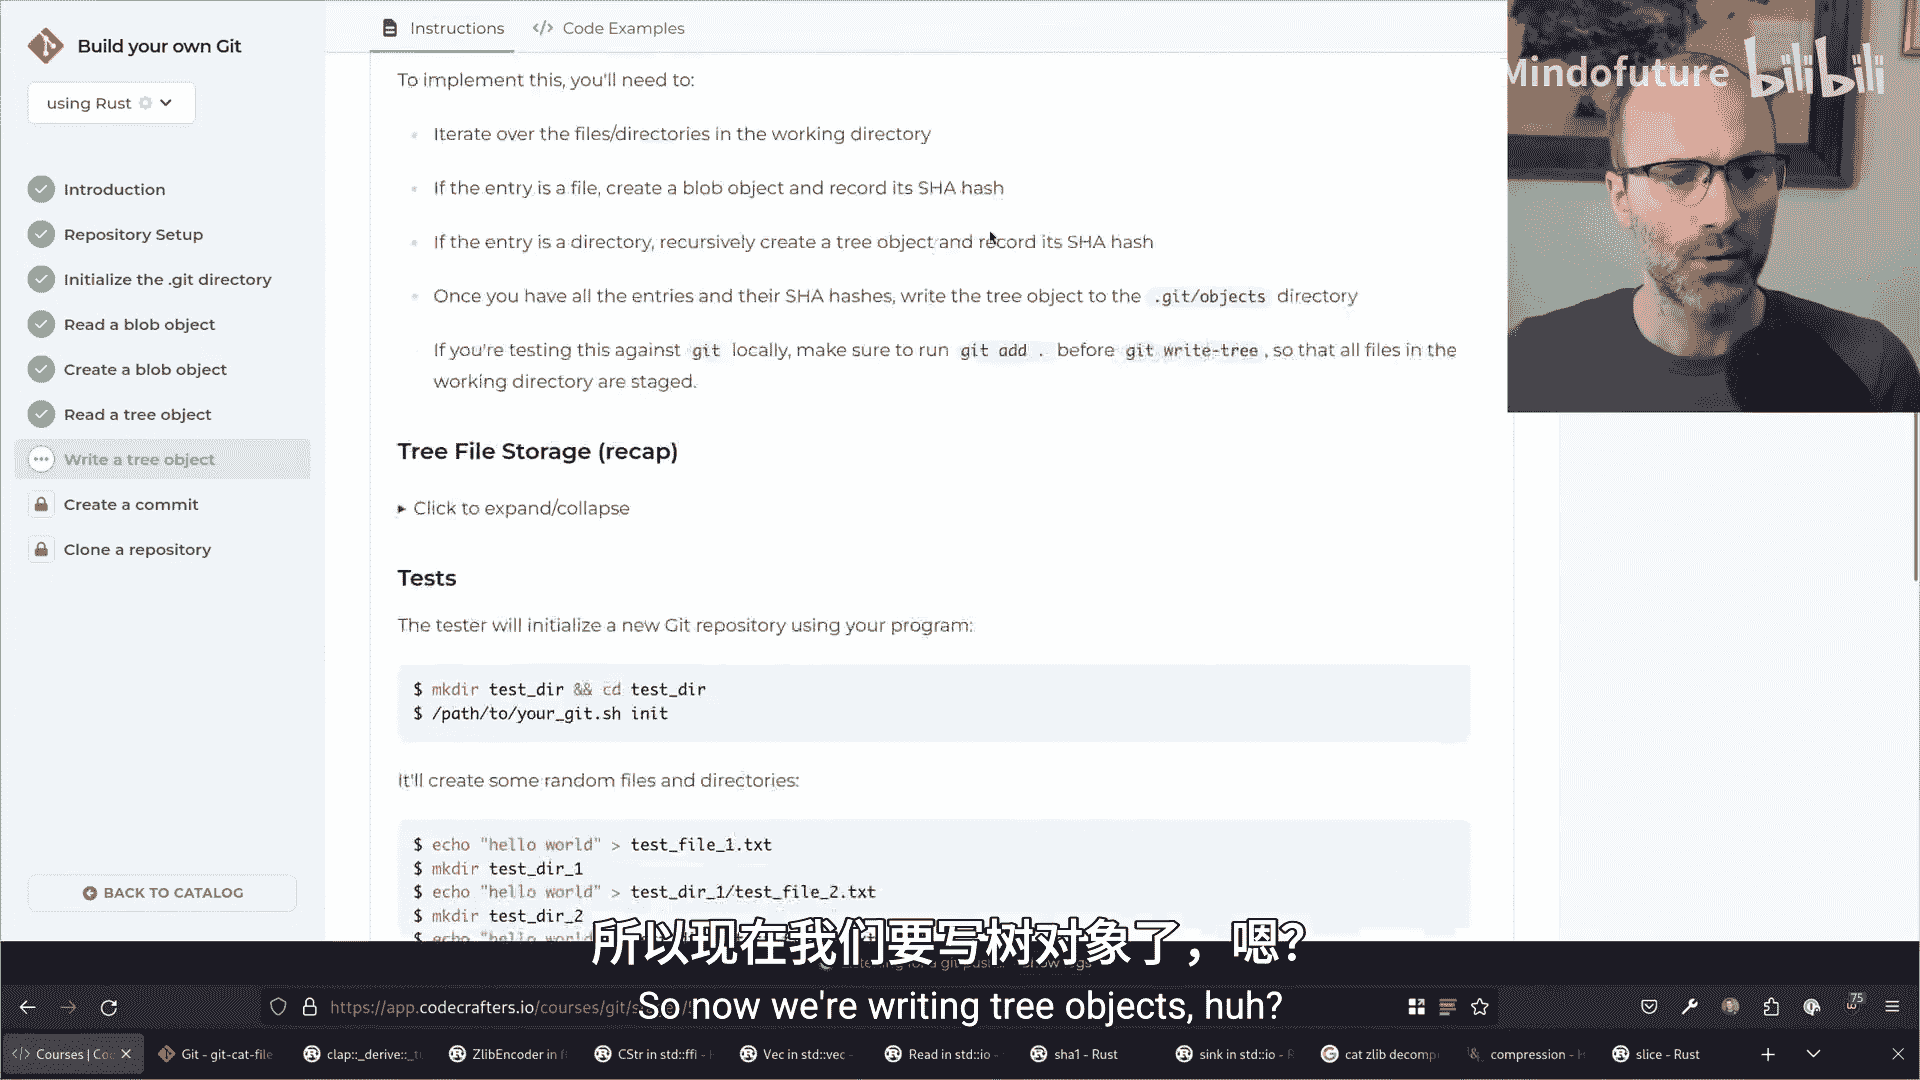 Build your own Git
using Rust
Introduction
Repository Setup
Initialize the .git directory
Read a blob object
Create a blob object
Read a tree object
Write a tree object
Create a commit
Clone a repository
BACK TO CATALOG
Instructions
</> Code Examples
To implement this, you'll need to:
Iterate over the files/directories in the working directory
If the entry is a file, create a blob object and record its SHA hash
If the entry is a directory, recursively create a tree object and record its SHA hash
Once you have all the entries and their SHA hashes, write the tree object to the .git/objects directory
If you're testing this against git locally, make sure to run git add . before git write-tree, so that all files in the
working directory are staged.
Tree File Storage (recap)
Click to expand/collapse
Tests
The tester will initialize a new Git repository using your program:
$ mkdir test_dir && cd test_dir
$ /path/to/your_git.sh init
It'll create some random files and directories:
$ echo "hello world" > test_file_1.txt
$ mkdir test_dir_1
$ echo "hello world" > test_dir_1/test_file_2.txt
$ mkdir test_dir_2
$ echo "hello world"
Mindofuture bilibili
所以现在我们要写树对象了，嗯？
So now we're writing tree objects, huh?
https://app.codecrafters.io/courses/git/
75
</> Courses | Co
Git - git-cat-file
clap::_derive::_tu
ZlibEncoder in f
CStr in std::ffi -
Vec in std::vec -
Read in std::io -
sha1 - Rust
sink in std::io - R
cat zlib decomp
compression -
slice - Rust